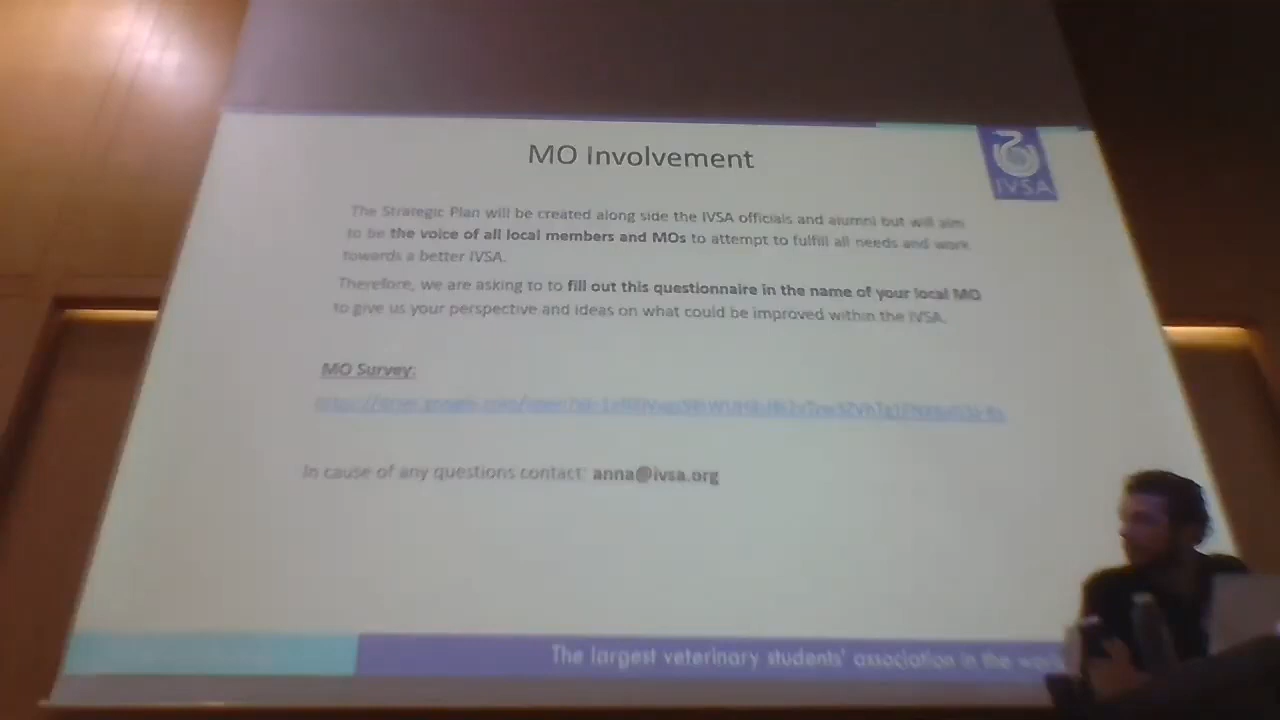 MO Involvement
IVSA
The Strategic Plan will be created along side the IVSA officials and alumni but will aim
to be the voice of all local members and MOs to attempt to fulfill all needs and work
towards a better IVSA.
Therefore, we are asking to to fill out this questionnaire in the name of your local MO
to give us your perspective and ideas on what could be improved within the IVSA.
MO Survey:
In cause of any questions contact: anna@ivsa.org
The largest veterinary students' association in the